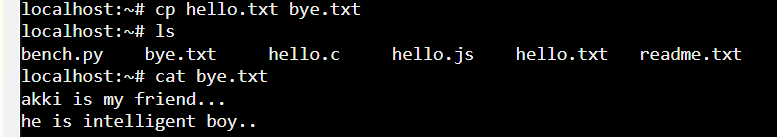 localhost:~# cp hello.txt bye.txt
localhost:~# ls
bench.py    bye.txt     hello.c     hello.js    hello.txt   readme.txt
localhost:~# cat bye.txt
akki is my friend...
he is intelligent boy..